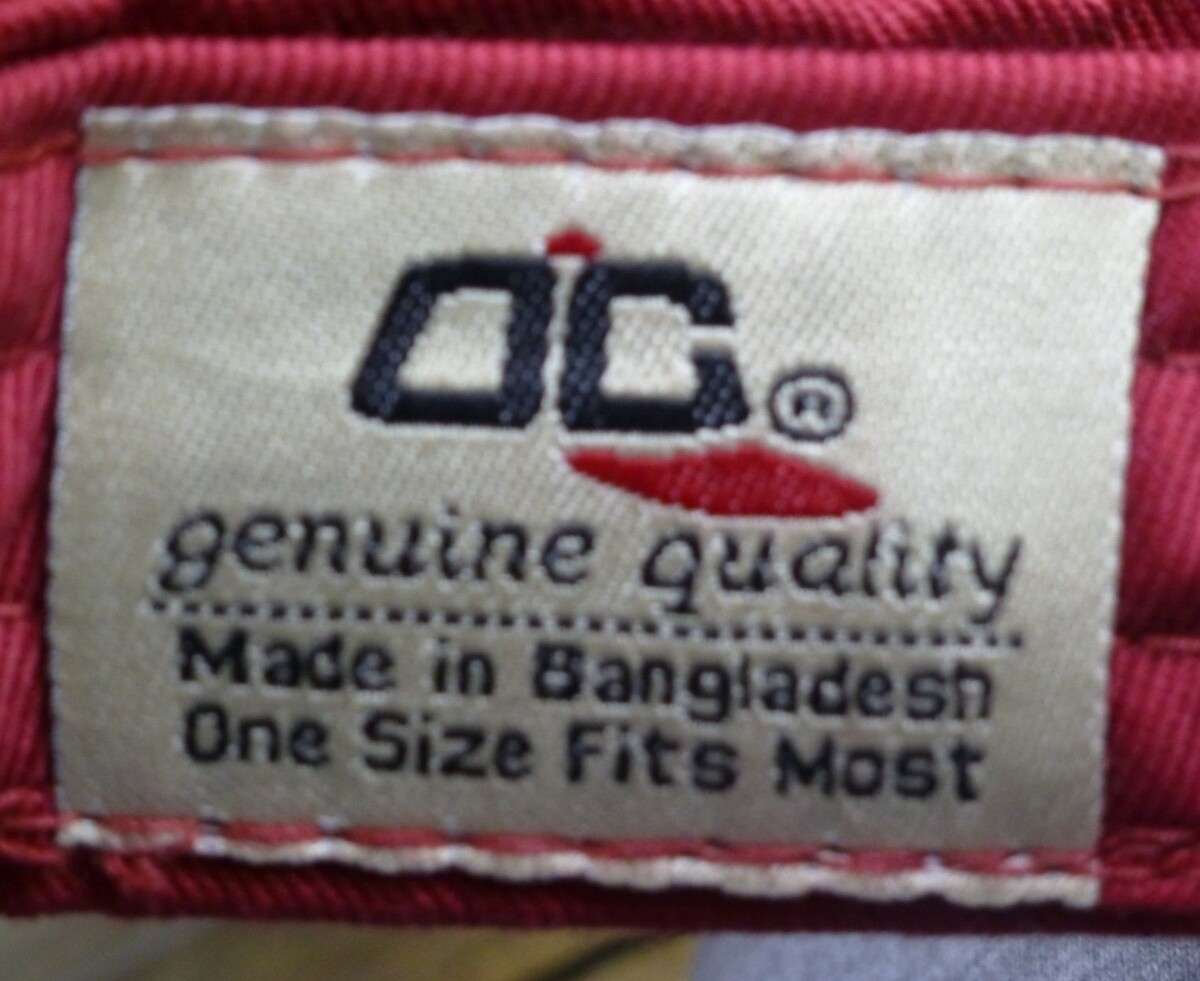 OC®
genuine quality
Made in Bangladesh
One Size Fits Most